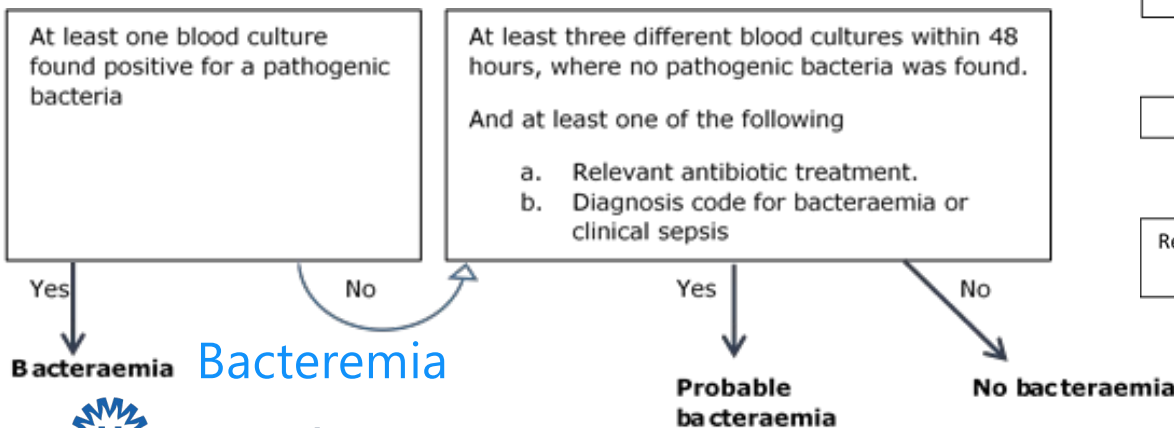 At least one blood culture
found positive for a pathogenic
bacteria
At least three different blood cultures within 48
hours, where no pathogenic bacteria was found.
And at least one of the following
a. Relevant antibiotic treatment.
b. Diagnosis code for bacteraemia or
clinical sepsis
Yes
No
Yes
No
Bacteraemia
Bacteremia
Probable
bacteraemia
No bacteraemia